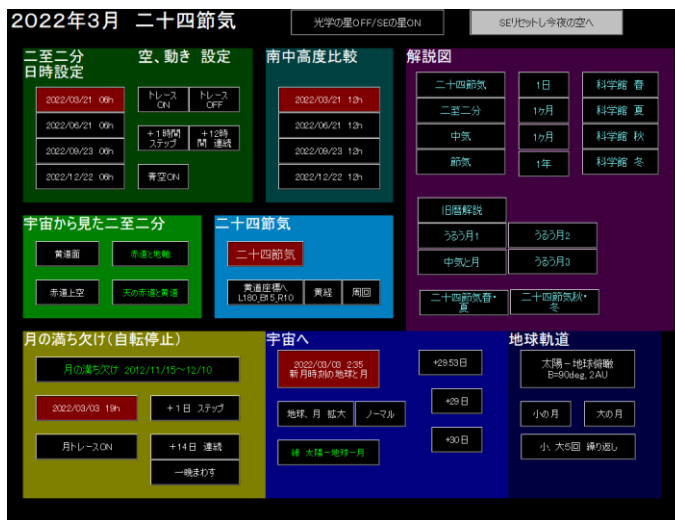 2022年3月 二十四節気
光学の星OFF/SEの星ON
SEリセットし今夜の空へ
二至二分
日時設定
空、動き 設定
2022/03/21 06h
2022/06/21 06h
2022/09/23 06h
2022/12/22 06h
トレース
ON
トレース
OFF
+1時間
ステップ
+12時
間 連続
青空ON
南中高度比較
2022/03/21 12h
2022/06/21 12h
2022/09/23 12h
2022/12/22 12h
解説図
二十四節気
1日
科学館 春
二至二分
1ヶ月
科学館 夏
中気
1ヶ月
科学館 秋
節気
1年
科学館 冬
旧暦解説
うるう月1
うるう月2
中気と月
うるう月3
二十四節気春・
夏
二十四節気秋・
冬
宇宙から見た二至二分
黄道面
赤道と地軸
赤道上空
天の赤道と黄道
二十四節気
二十四節気
黄道座標へ
L180,B15,R10
黄経
周回
月の満ち欠け(自転停止)
月の満ち欠け 2012/11/15~12/10
2022/03/03 19h
+1日 ステップ
月トレースON
+14日 連続
一晩まわす
宇宙へ
2022/03/03 2:35
新月時刻の地球と月
+29.53日
地球、月 拡大
ノーマル
+29日
線 太陽-地球-月
+30日
地球軌道
太陽-地球俯瞰
B=90deg, 2AU
小の月
大の月
小、大5回 繰り返し